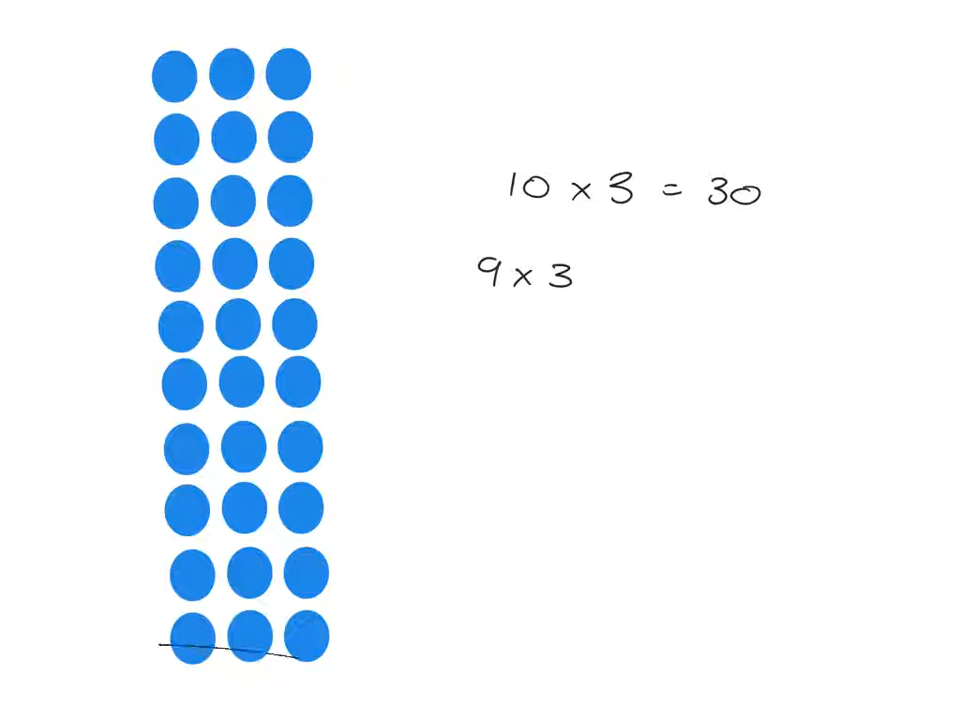 10 × 3 = 30
9 × 3